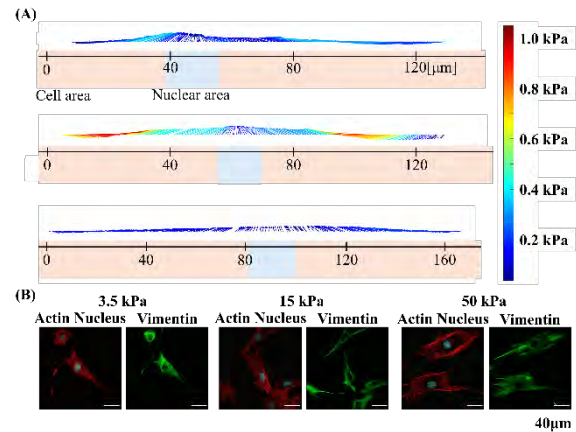 (A)
0 40 80 120[μm]
Cell area Nuclear area
0 40 80 120
0 40 80 120 160
1.0 kPa
0.8 kPa
0.6 kPa
0.4 kPa
0.2 kPa
(B)
3.5 kPa 15 kPa 50 kPa
Actin Nucleus Vimentin Actin Nucleus Vimentin Actin Nucleus Vimentin
40μm